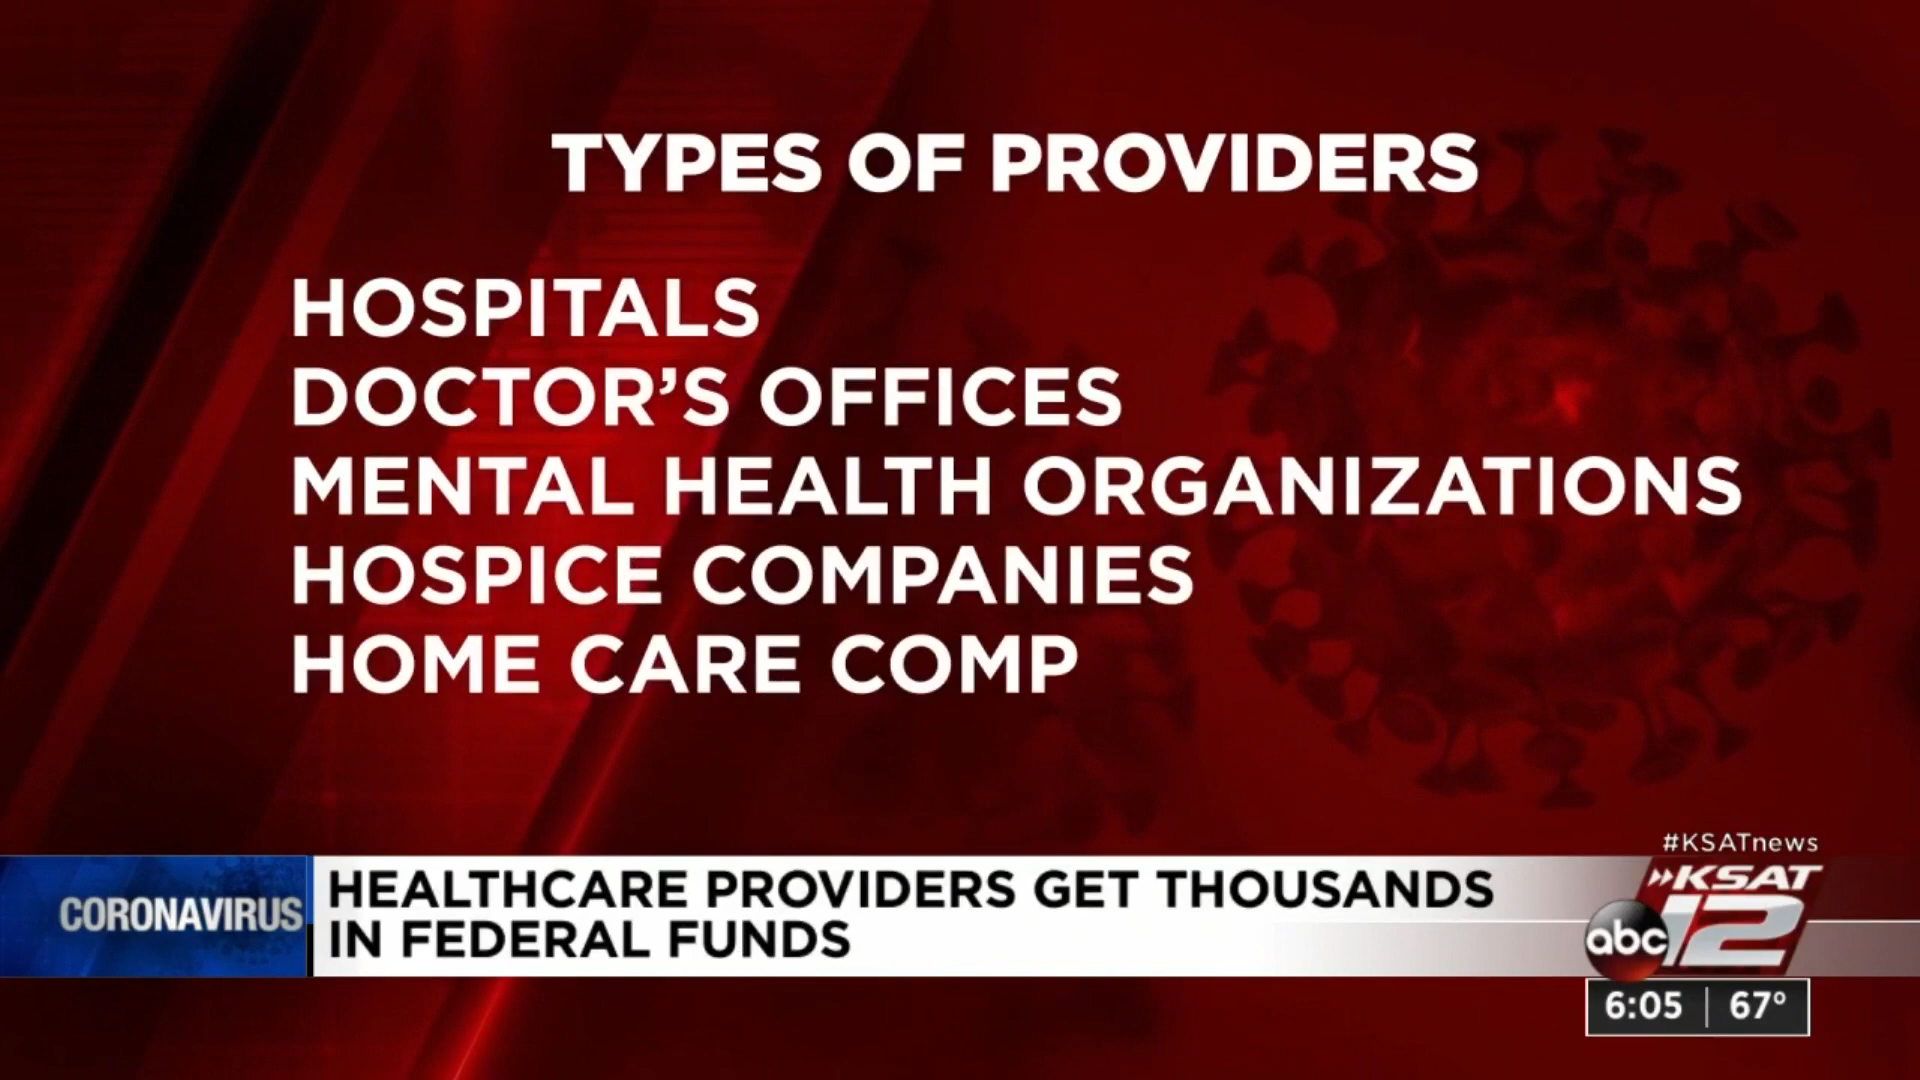 TYPES OF PROVIDERS
HOSPITALS
DOCTOR’S OFFICES
MENTAL HEALTH ORGANIZATIONS
HOSPICE COMPANIES
HOME CARE COMP
#KSATnews
CORONAVIRUS
HEALTHCARE PROVIDERS GET THOUSANDS
IN FEDERAL FUNDS
KSAT
abc 12
6:05 | 67°